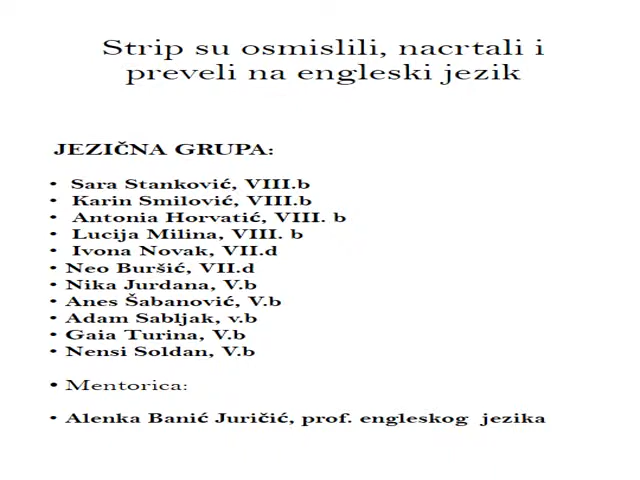 Strip su osmislili, nacrtali i
preveli na engleski jezik
JEZIČNA GRUPA:
• Sara Stanković, VIII.b
• Karin Smilović, VIII.b
• Antonia Horvatić, VIII. b
• Lucija Milina, VIII. b
• Ivona Novak, VII.d
• Neo Buršić, VII.d
• Nika Jurdana, V.b
• Anes Šabanović, V.b
• Adam Sabljak, v.b
• Gaia Turina, V.b
• Nensi Soldan, V.b
• Mentorica:
• Alenka Banić Juričić, prof. engleskog jezika